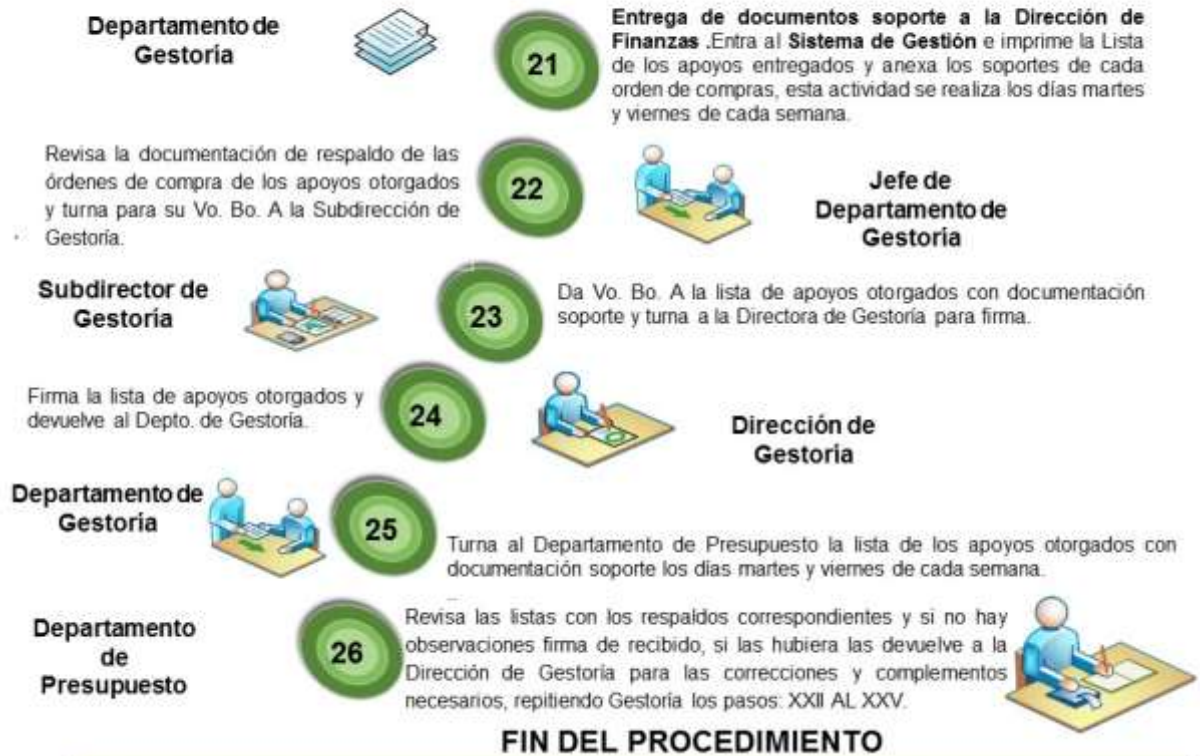 Departamento de
Gestoría
21
Entrega de documentos soporte a la Dirección de
Finanzas .Entra al Sistema de Gestión e imprime la Lista
de los apoyos entregados y anexa los soportes de cada
orden de compras, esta actividad se realiza los días martes
y viernes de cada semana.
Revisa la documentación de respaldo de las
órdenes de compra de los apoyos otorgados
y turna para su Vo. Bo. A la Subdirección de
Gestoría.
22
Jefe de
Departamento de
Gestoría
Subdirector de
Gestoría
23
Da Vo. Bo. A la lista de apoyos otorgados con documentación
soporte y turna a la Directora de Gestoría para firma.
Firma la lista de apoyos otorgados y
devuelve al Depto. de Gestoría.
24
Dirección de
Gestoría
Departamento de
Gestoría
25
Turna al Departamento de Presupuesto la lista de los apoyos otorgados con
documentación soporte los días martes y viernes de cada semana.
Departamento
de
Presupuesto
26
Revisa las listas con los respaldos correspondientes y si no hay
observaciones firma de recibido, si las hubiera las devuelve a la
Dirección de Gestoría para las correcciones y complementos
necesarios, repitiendo Gestoría los pasos: XXII AL XXV.
FIN DEL PROCEDIMIENTO